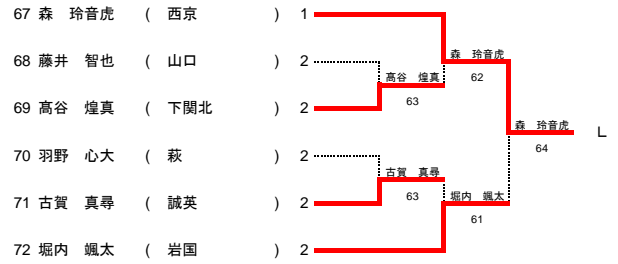 67 森　玲音虎 ( 西京 ) 1
森　玲音虎
68 藤井　智也 ( 山口 ) 2
髙谷　煌真
62
69 髙谷　煌真 ( 下関北 ) 2
63
森　玲音虎 L
64
70 羽野　心大 ( 萩 ) 2
古賀　真尋
71 古賀　真尋 ( 誠英 ) 2
63
堀内　颯太
61
72 堀内　颯太 ( 岩国 ) 2